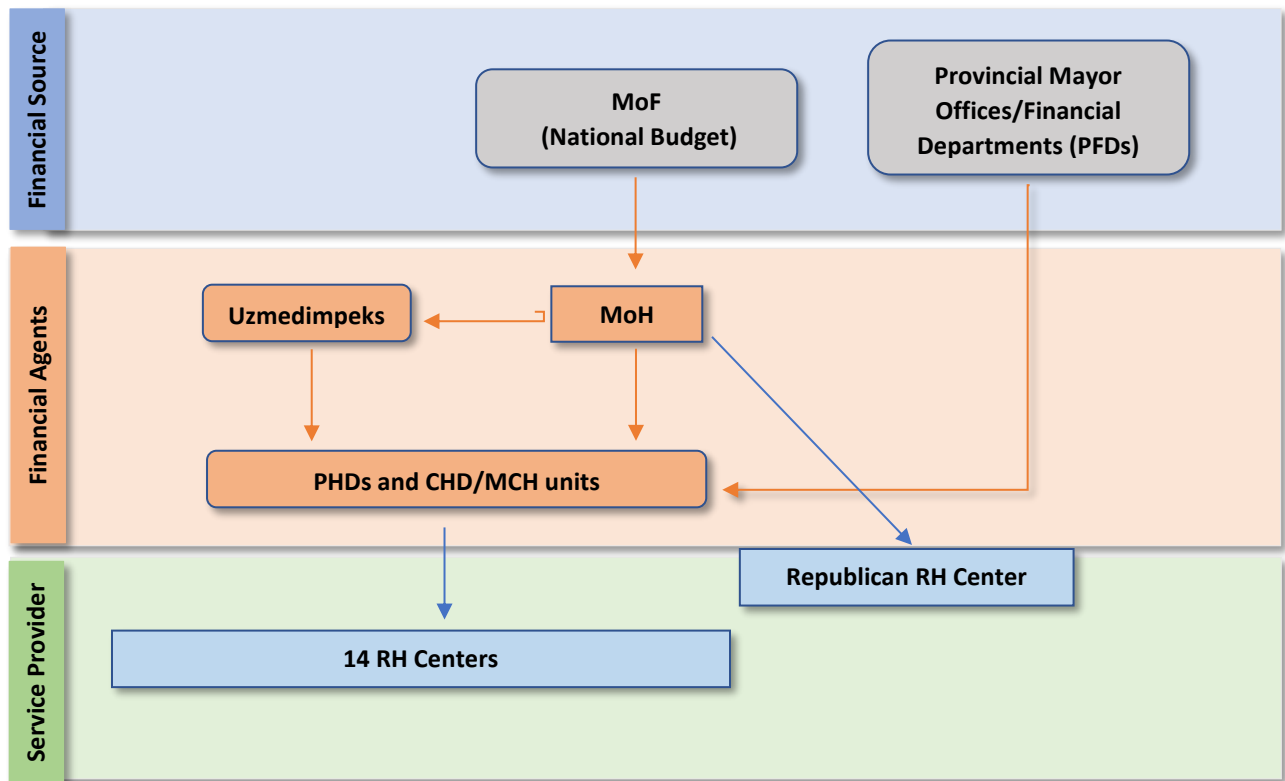 Financial Source
MoF
(National Budget)
Provincial Mayor
Offices/Financial
Departments (PFDs)
Financial Agents
Uzmedimpeks
MoH
PHDs and CHD/MCH units
Service Provider
Republican RH Center
14 RH Centers